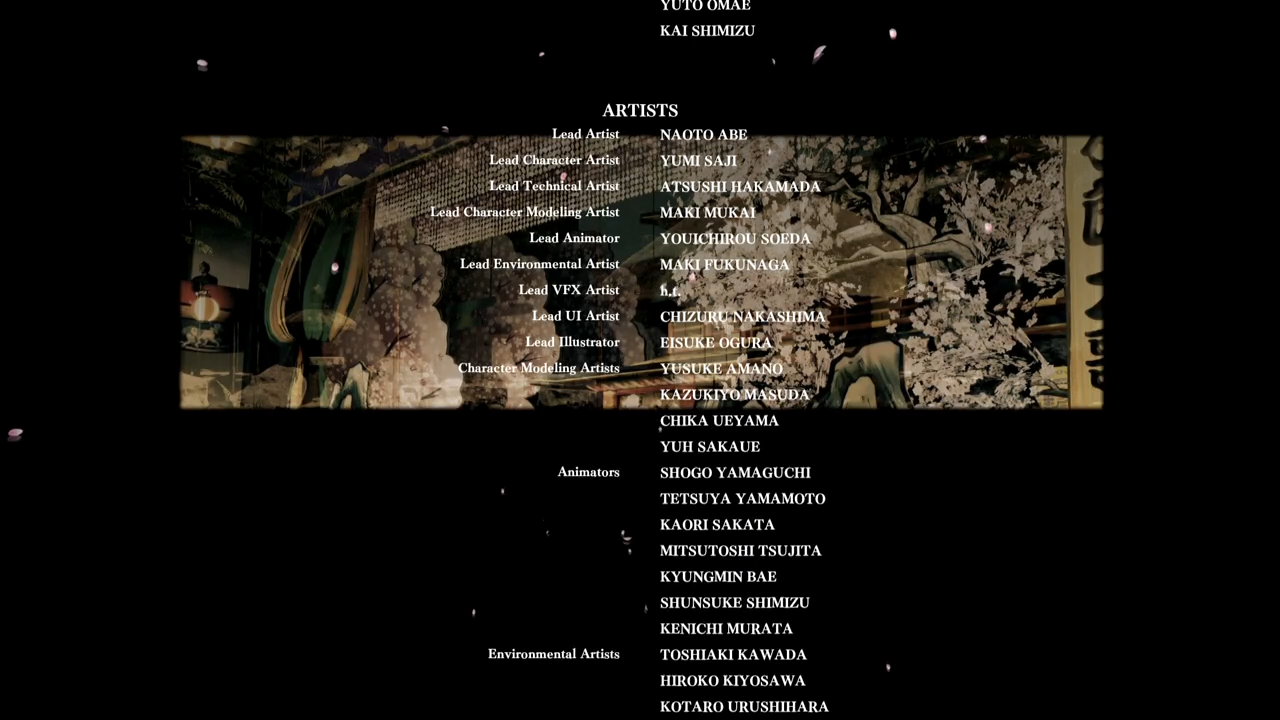 YUTO OMAE
KAI SHIMIZU
ARTISTS
Lead Artist NAOTO ABE
Lead Character Artist YUMI SAJI
Lead Technical Artist ATSUSHI HAKAMADA
Lead Character Modeling Artist MAKI MUKAI
Lead Animator YOUICHIROU SOEDA
Lead Environmental Artist MAKI FUKUNAGA
Lead VFX Artist h.t.
Lead UI Artist CHIZURU NAKASHIMA
Lead Illustrator EISUKE OGURA
Character Modeling Artists YUSUKE AMANO
KAZUKIYO MASUDA
CHIKA UEYAMA
YUH SAKAUE
Animators SHOGO YAMAGUCHI
TETSUYA YAMAMOTO
KAORI SAKATA
MITSUTOSHI TSUJITA
KYUNGMIN BAE
SHUNSUKE SHIMIZU
KENICHI MURATA
Environmental Artists TOSHIAKI KAWADA
HIROKO KIYOSAWA
KOTARO URUSHIHARA